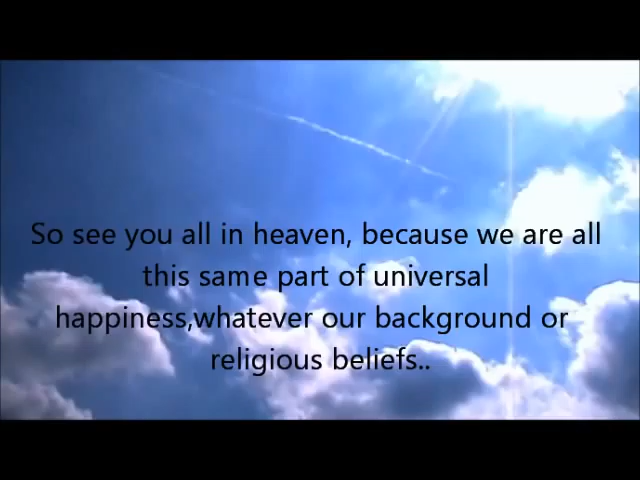 So see you all in heaven, because we are all
this same part of universal
happiness,whatever our background or
religious beliefs..